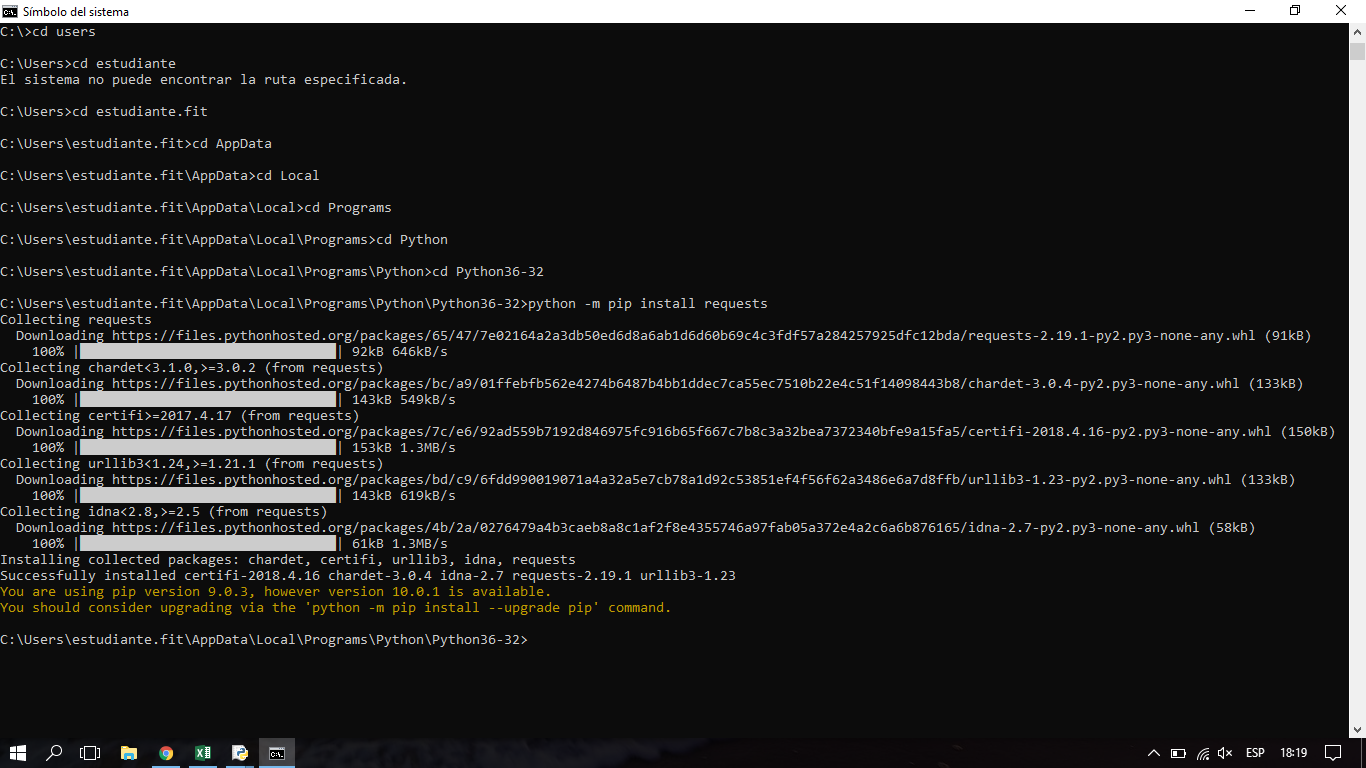 Símbolo del sistema
C:\>cd users
C:\Users>cd estudiante
El sistema no puede encontrar la ruta especificada.
C:\Users>cd estudiante.fit
C:\Users\estudiante.fit>cd AppData
C:\Users\estudiante.fit\AppData>cd Local
C:\Users\estudiante.fit\AppData\Local>cd Programs
C:\Users\estudiante.fit\AppData\Local\Programs>cd Python
C:\Users\estudiante.fit\AppData\Local\Programs\Python>cd Python36-32
C:\Users\estudiante.fit\AppData\Local\Programs\Python\Python36-32>python -m pip install requests
Collecting requests
Downloading https://files.pythonhosted.org/packages/65/47/7e02164a2a3db50ed6d8a6ab1d6d60b69c4c3fdf57a284257925dfc12bda/requests-2.19.1-py2.py3-none-any.whl (91kB)
100% |████████████████████████████████| 92kB 646kB/s
Collecting chardet<3.1.0,>=3.0.2 (from requests)
Downloading https://files.pythonhosted.org/packages/bc/a9/01ffebfb562e4274b6487b4bb1ddec7ca55ec7510b22e4c51f14098443b8/chardet-3.0.4-py2.py3-none-any.whl (133kB)
100% |████████████████████████████████| 143kB 549kB/s
Collecting certifi>=2017.4.17 (from requests)
Downloading https://files.pythonhosted.org/packages/7c/e6/92ad559b7192d846975fc916b65f667c7b8c3a32bea7372340bfe9a15fa5/certifi-2018.4.16-py2.py3-none-any.whl (150kB)
100% |████████████████████████████████| 153kB 1.3MB/s
Collecting urllib3<1.24,>=1.21.1 (from requests)
Downloading https://files.pythonhosted.org/packages/bd/c9/6fdd990019071a4a32a5e7cb78a1d92c53851ef4f56f62a3486e6a7d8ffb/urllib3-1.23-py2.py3-none-any.whl (133kB)
100% |████████████████████████████████| 143kB 619kB/s
Collecting idna<2.8,>=2.5 (from requests)
Downloading https://files.pythonhosted.org/packages/4b/2a/0276479a4b3caeb8a8c1af2f8e4355746a97fab05a372e4a2c6a6b876165/idna-2.7-py2.py3-none-any.whl (58kB)
100% |████████████████████████████████| 61kB 1.3MB/s
Installing collected packages: chardet, certifi, urllib3, idna, requests
Successfully installed certifi-2018.4.16 chardet-3.0.4 idna-2.7 requests-2.19.1 urllib3-1.23
You are using pip version 9.0.3, however version 10.0.1 is available.
You should consider upgrading via the 'python -m pip install --upgrade pip' command.
C:\Users\estudiante.fit\AppData\Local\Programs\Python\Python36-32>
ESP 18:19